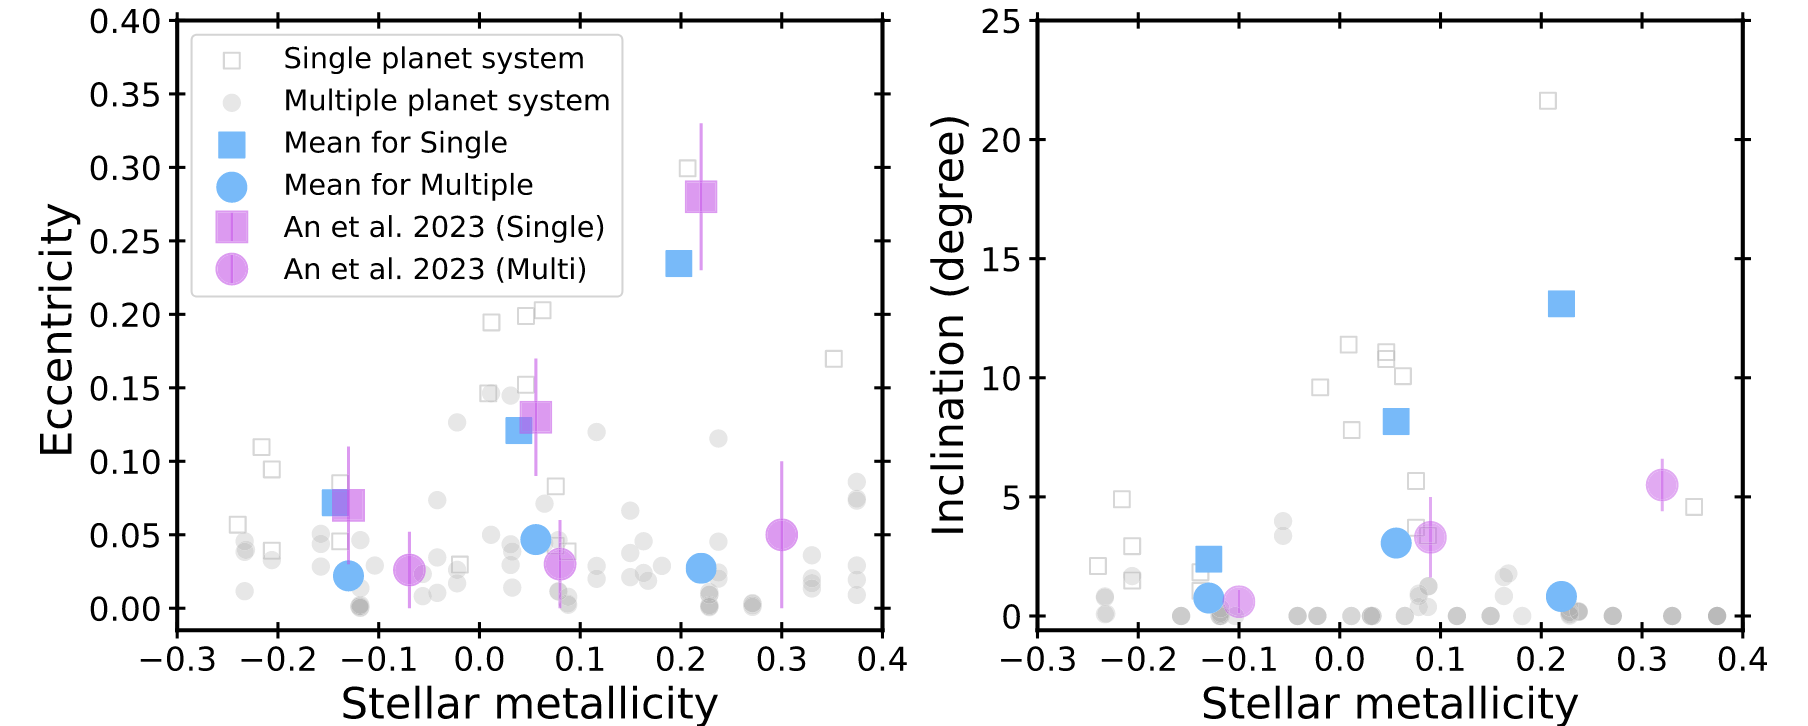 0.40
0.35
0.30
0.25
0.20
0.15
0.10
0.05
0.00
Eccentricity
Single planet system
Multiple planet system
Mean for Single
Mean for Multiple
An et al. 2023 (Single)
An et al. 2023 (Multi)
−0.3 −0.2 −0.1 0.0 0.1 0.2 0.3 0.4
Stellar metallicity
25
20
15
10
5
0
Inclination (degree)
−0.3 −0.2 −0.1 0.0 0.1 0.2 0.3 0.4
Stellar metallicity